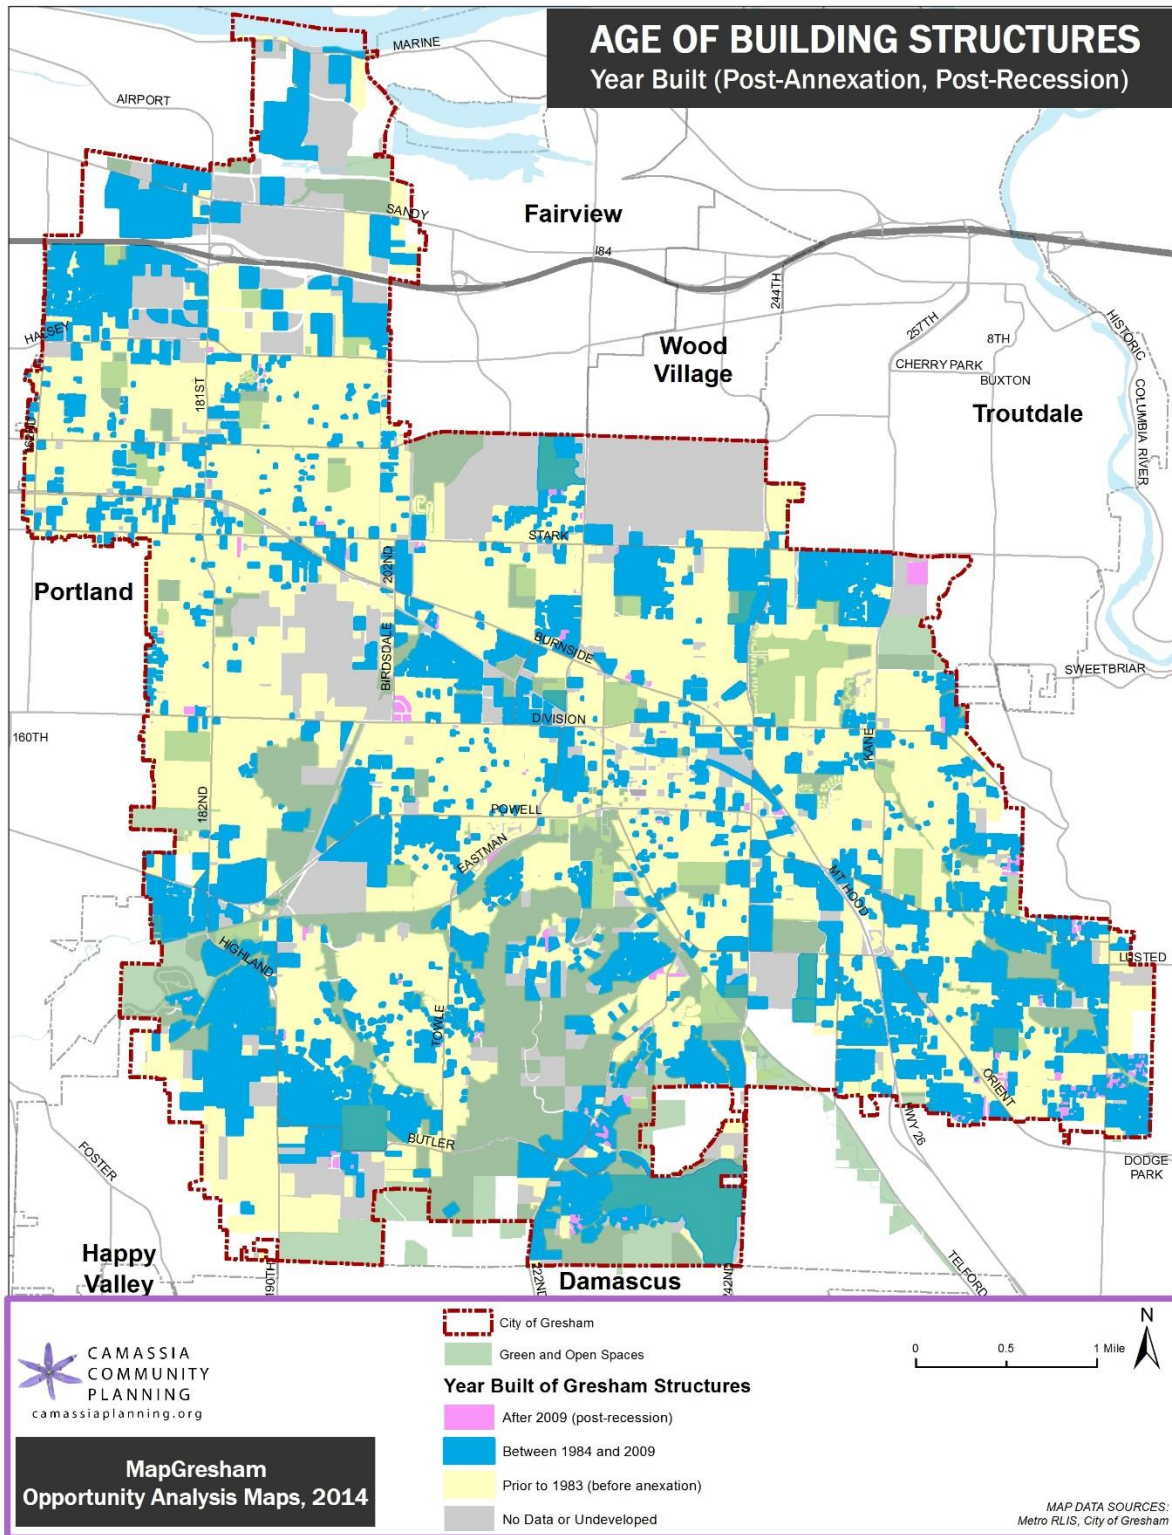 AGE OF BUILDING STRUCTURES
Year Built (Post-Annexation, Post-Recession)
MARINE
AIRPORT
SANDY
Fairview
I84
244TH
HALSEY
257TH
HISTORIC
COLUMBIA RIVER
Wood
Village
8TH
CHERRY PARK
BUXTON
Troutdale
181ST
162ND
STARK
202ND
Portland
BIRDSDALE
BURNSIDE
SWEETBRIAR
DIVISION
160TH
KANE
182ND
POWELL
EASTMAN
MT. HOOD
HIGHLAND
LUSTED
TOWLE
ORIENT
HWY 26
BUTLER
FOSTER
DODGE
PARK
Happy
Valley
190TH
222ND
Damascus
242ND
TELFORD
CAMASSIA
COMMUNITY
PLANNING
camassiaplanning.org
MapGresham
Opportunity Analysis Maps, 2014
City of Gresham
Green and Open Spaces
Year Built of Gresham Structures
After 2009 (post-recession)
Between 1984 and 2009
Prior to 1983 (before anexation)
No Data or Undeveloped
0 0.5 1 Mile
N
MAP DATA SOURCES:
Metro RLIS, City of Gresham